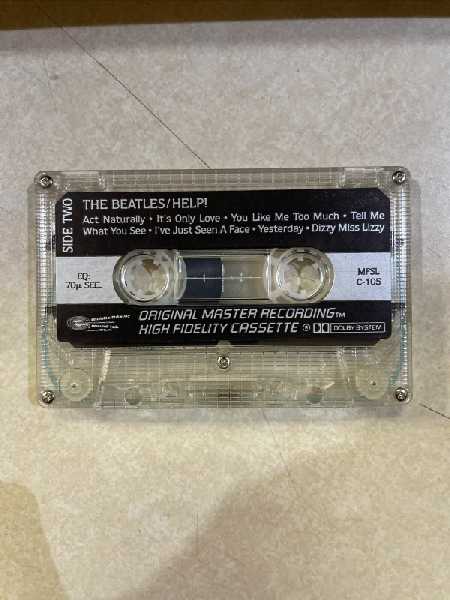 SIDE TWO
THE BEATLES/HELP!
Act Naturally • It's Only Love • You Like Me Too Much • Tell Me
What You See • I've Just Seen A Face • Yesterday • Dizzy Miss Lizzy
EQ:
70µ SEC.
MFSL
C-105
ORIGINAL MASTER RECORDING™
HIGH FIDELITY CASSETTE ® DOLBY SYSTEM